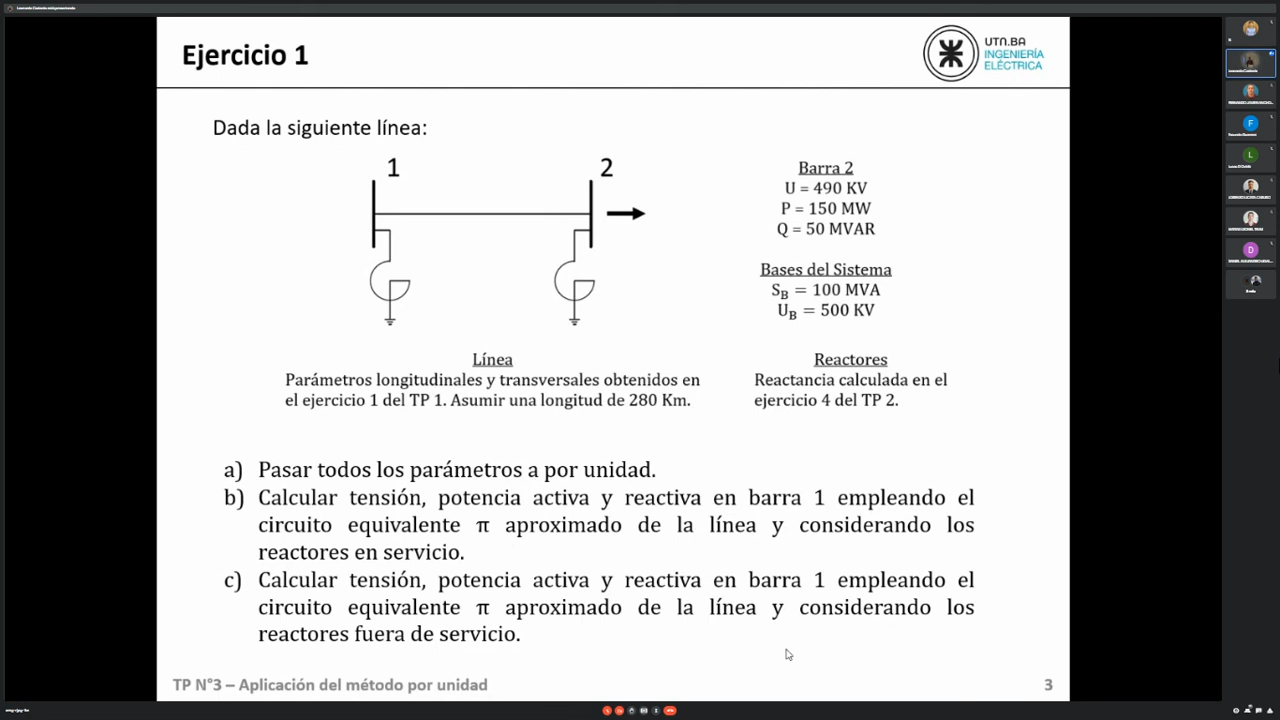 Ejercicio 1
UTN.BA
INGENIERÍA
ELÉCTRICA
Dada la siguiente línea:
1
2
Barra 2
U = 490 KV
P = 150 MW
Q = 50 MVAR
Bases del Sistema
S_B = 100 MVA
U_B = 500 KV
Línea
Parámetros longitudinales y transversales obtenidos en
el ejercicio 1 del TP 1. Asumir una longitud de 280 Km.
Reactores
Reactancia calculada en el
ejercicio 4 del TP 2.
a) Pasar todos los parámetros a por unidad.
b) Calcular tensión, potencia activa y reactiva en barra 1 empleando el
circuito equivalente π aproximado de la línea y considerando los
reactores en servicio.
c) Calcular tensión, potencia activa y reactiva en barra 1 empleando el
circuito equivalente π aproximado de la línea y considerando los
reactores fuera de servicio.
TP N°3 – Aplicación del método por unidad
3
F
L
D